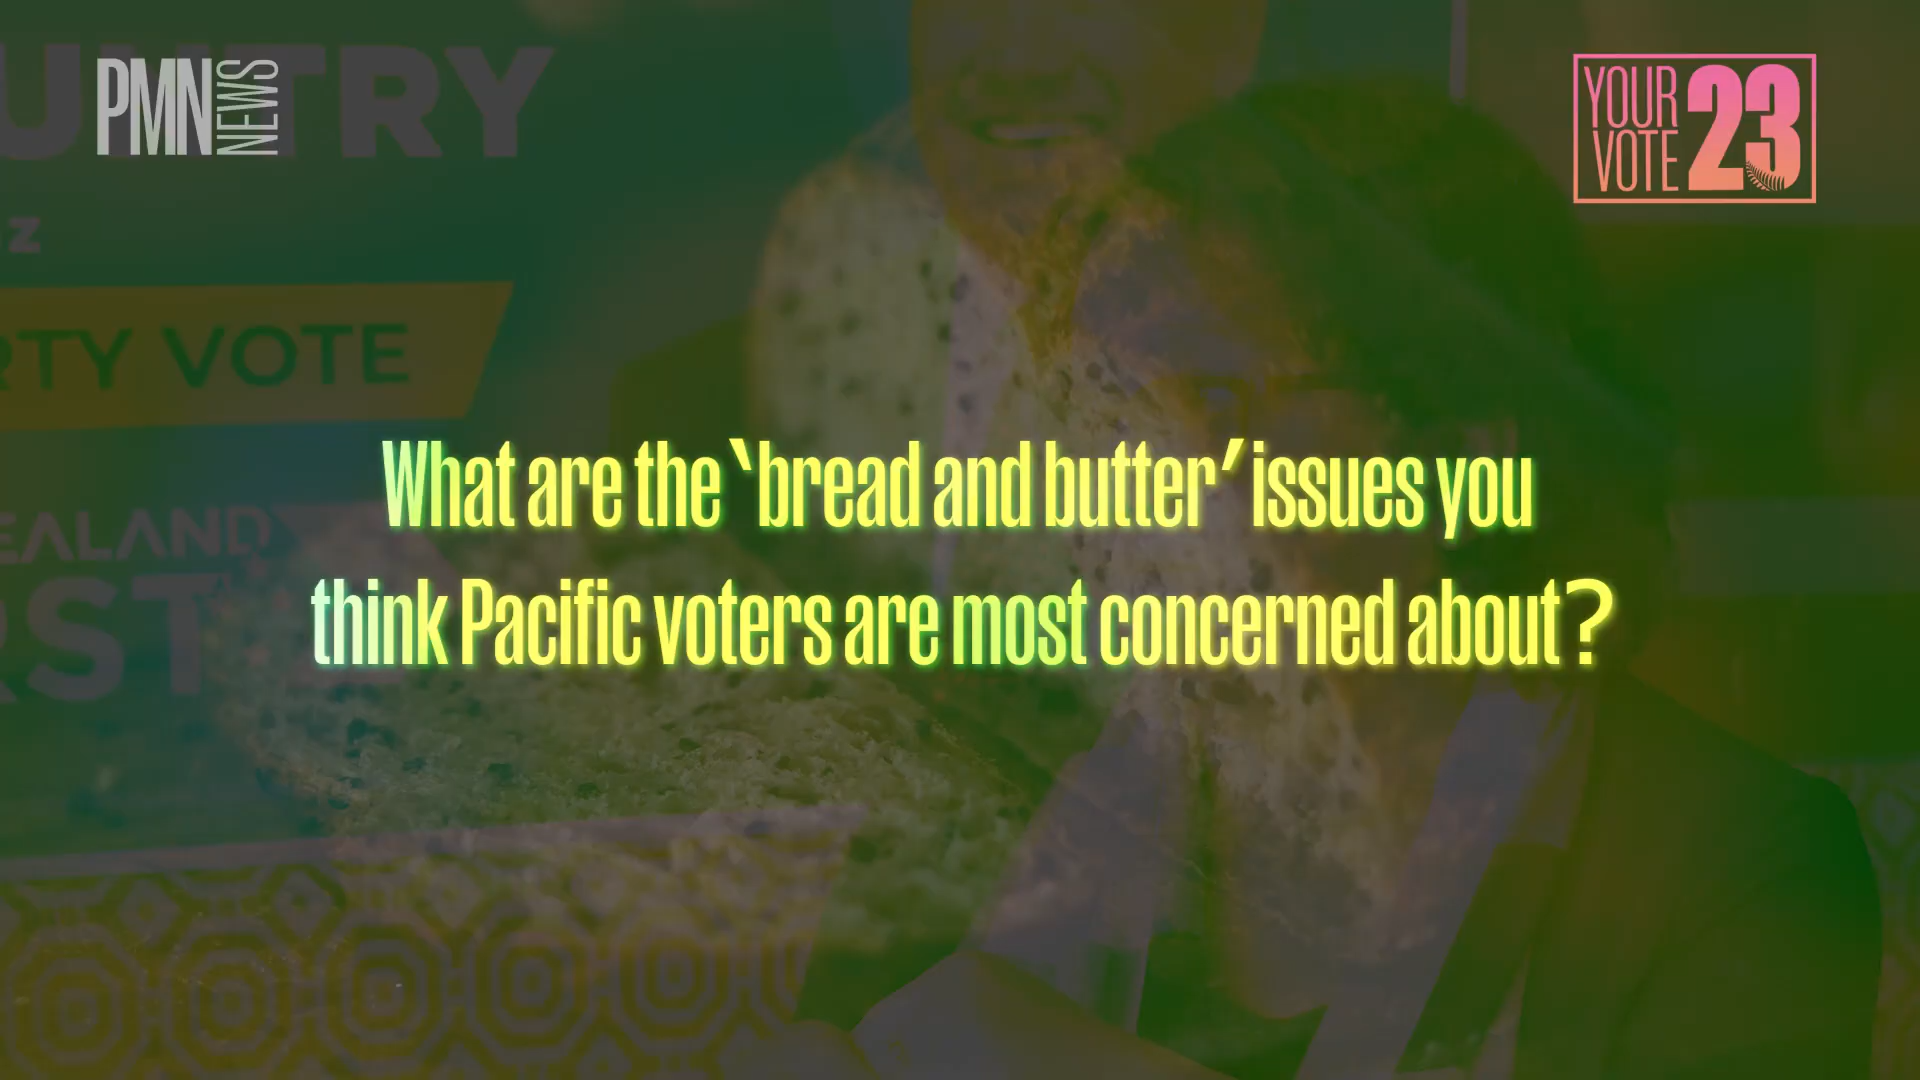 PMN NEWS
YOUR VOTE 23
UNTRY
RTY VOTE
EALAND
RST
What are the ‘bread and butter’ issues you
think Pacific voters are most concerned about?